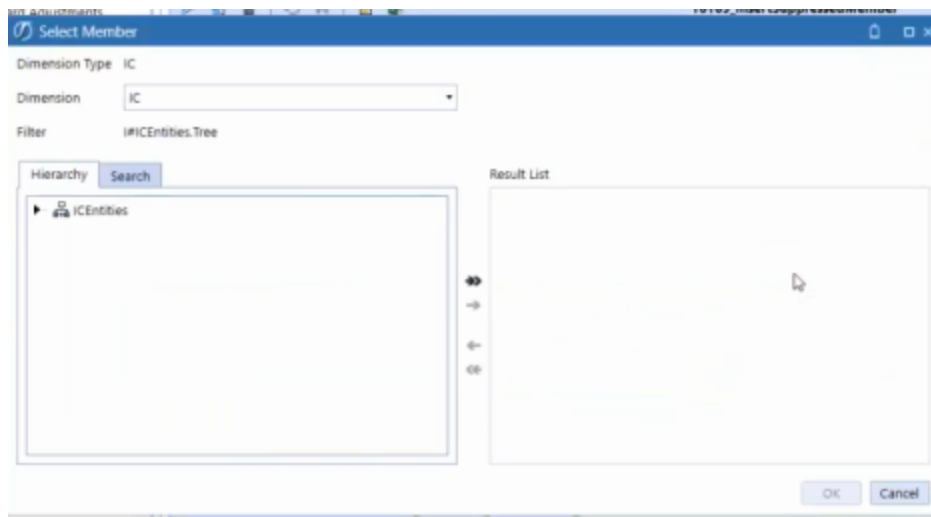 Select Member
Dimension Type IC
Dimension IC
Filter I#ICEntities.Tree
Hierarchy Search Result List
ICEntities
OK Cancel